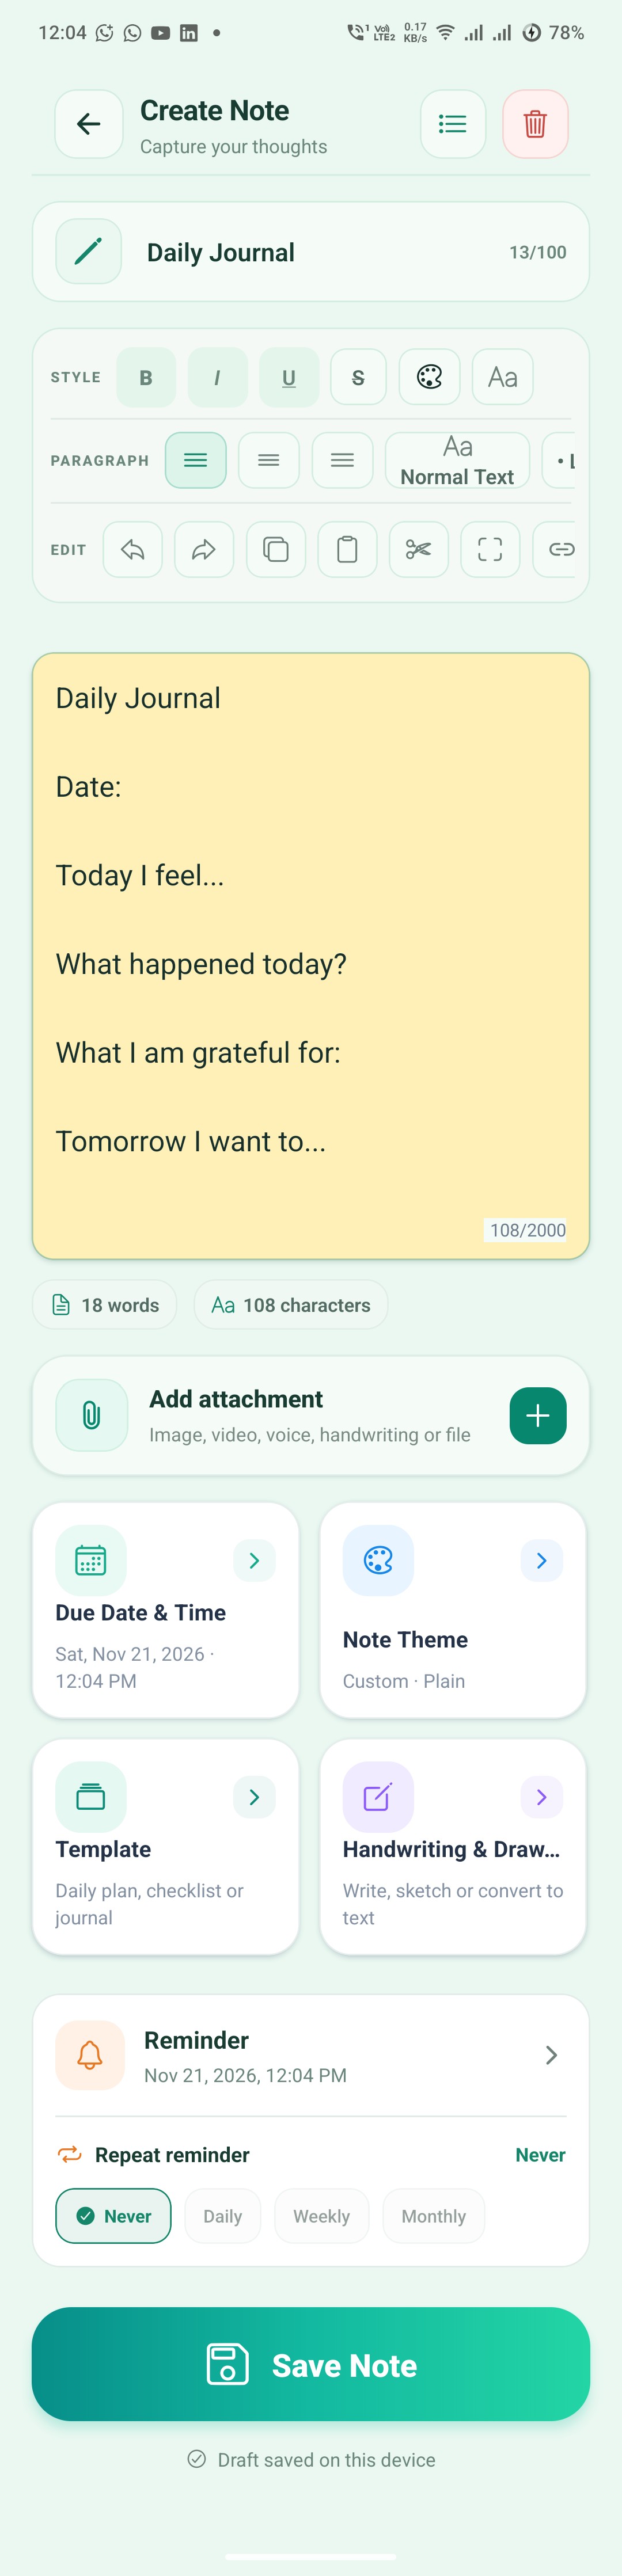 12:04
1 Vo) LTE2 0.17 KB/s 78%
Create Note
Capture your thoughts
Daily Journal 13/100
STYLE B I U S Aa
PARAGRAPH Aa Normal Text • L
EDIT
Daily Journal
Date:
Today I feel...
What happened today?
What I am grateful for:
Tomorrow I want to...
108/2000
18 words Aa 108 characters
Add attachment
Image, video, voice, handwriting or file
Due Date & Time
Sat, Nov 21, 2026 ·
12:04 PM
Note Theme
Custom · Plain
Template
Daily plan, checklist or
journal
Handwriting & Draw...
Write, sketch or convert to
text
Reminder
Nov 21, 2026, 12:04 PM
Repeat reminder Never
Never Daily Weekly Monthly
Save Note
Draft saved on this device